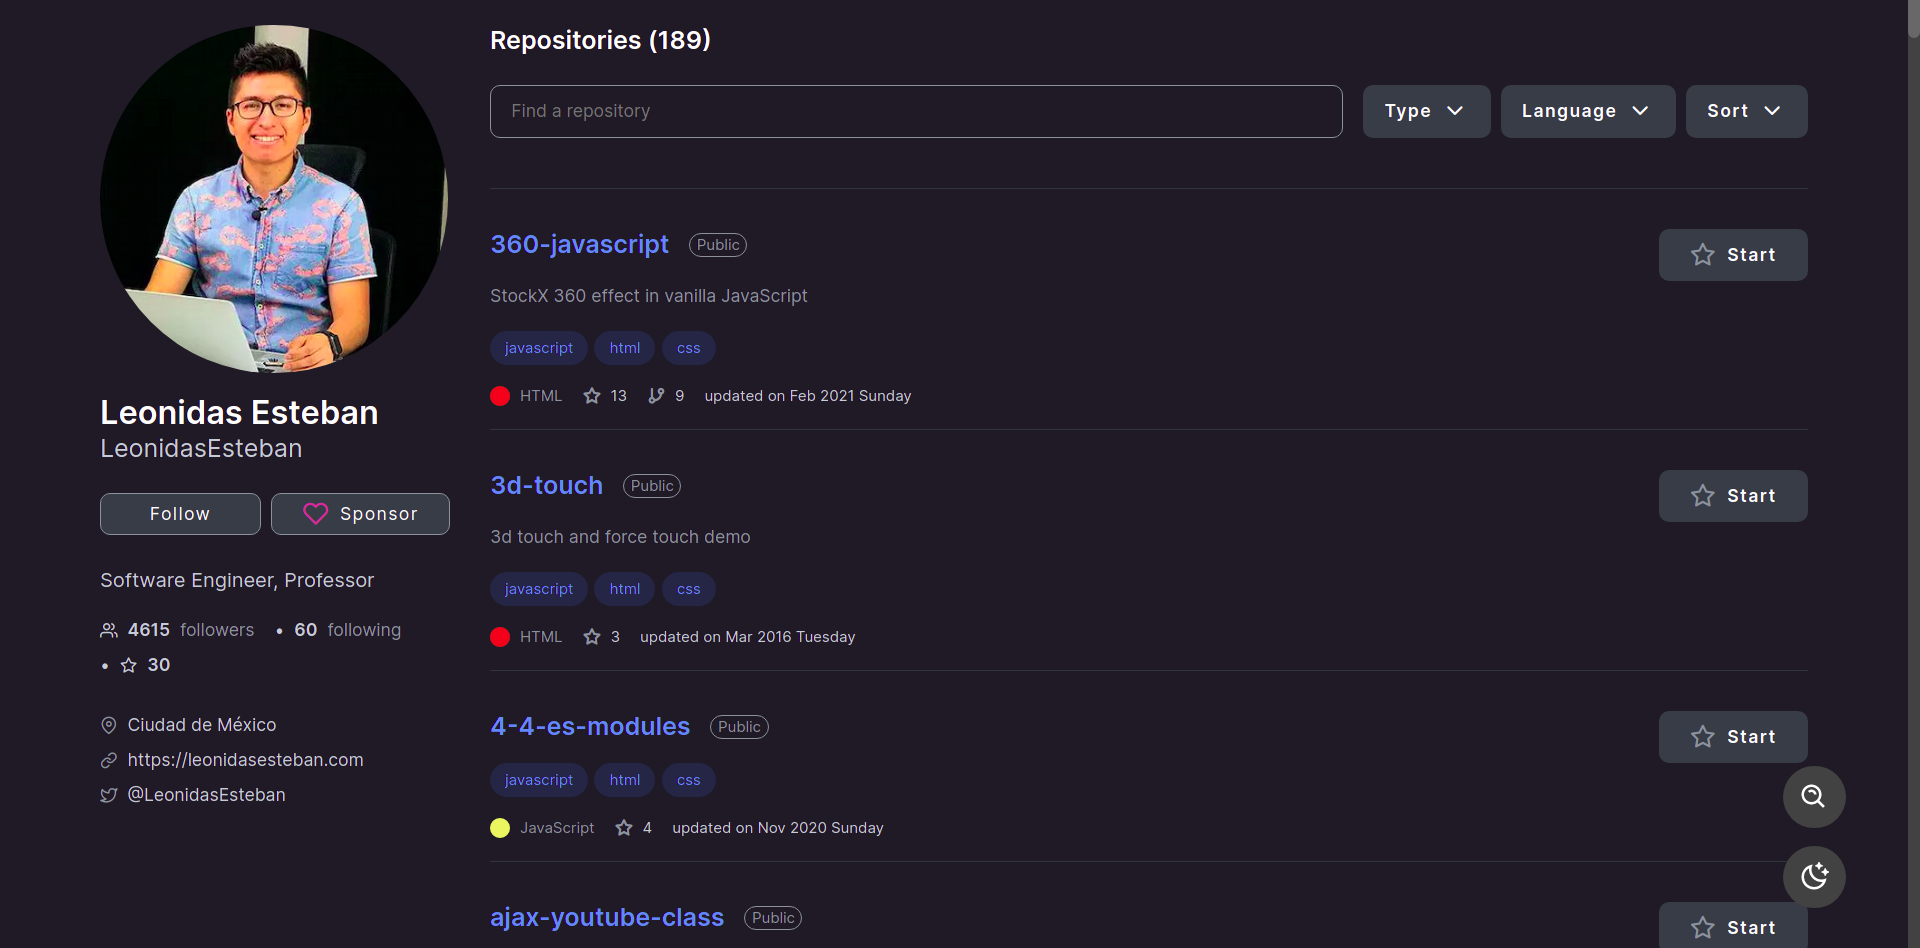 Leonidas Esteban
LeonidasEsteban
Follow
Sponsor
Software Engineer, Professor
4615 followers • 60 following
• 30
Ciudad de México
https://leonidasesteban.com
@LeonidasEsteban
Repositories (189)
Find a repository
Type
Language
Sort
360-javascript Public
Start
StockX 360 effect in vanilla JavaScript
javascript html css
HTML 13 9 updated on Feb 2021 Sunday
3d-touch Public
Start
3d touch and force touch demo
javascript html css
HTML 3 updated on Mar 2016 Tuesday
4-4-es-modules Public
Start
javascript html css
JavaScript 4 updated on Nov 2020 Sunday
ajax-youtube-class Public
Start